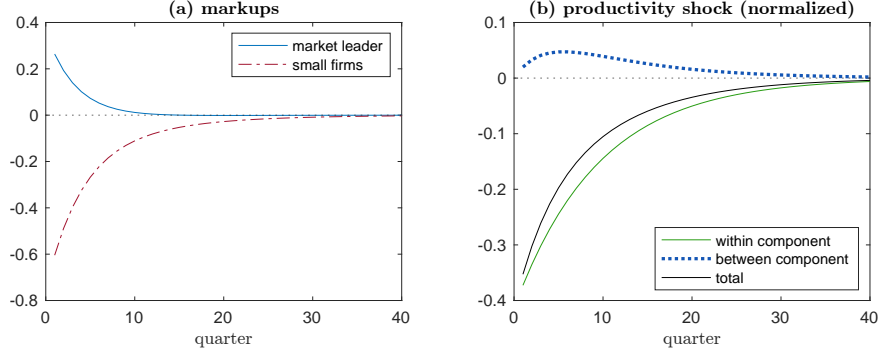 (a) markups
0.4
0.2
0
-0.2
-0.4
-0.6
-0.8
0
10
20
30
40
quarter
market leader
small firms
(b) productivity shock (normalized)
0.1
0
-0.1
-0.2
-0.3
-0.4
0
10
20
30
40
quarter
within component
between component
total